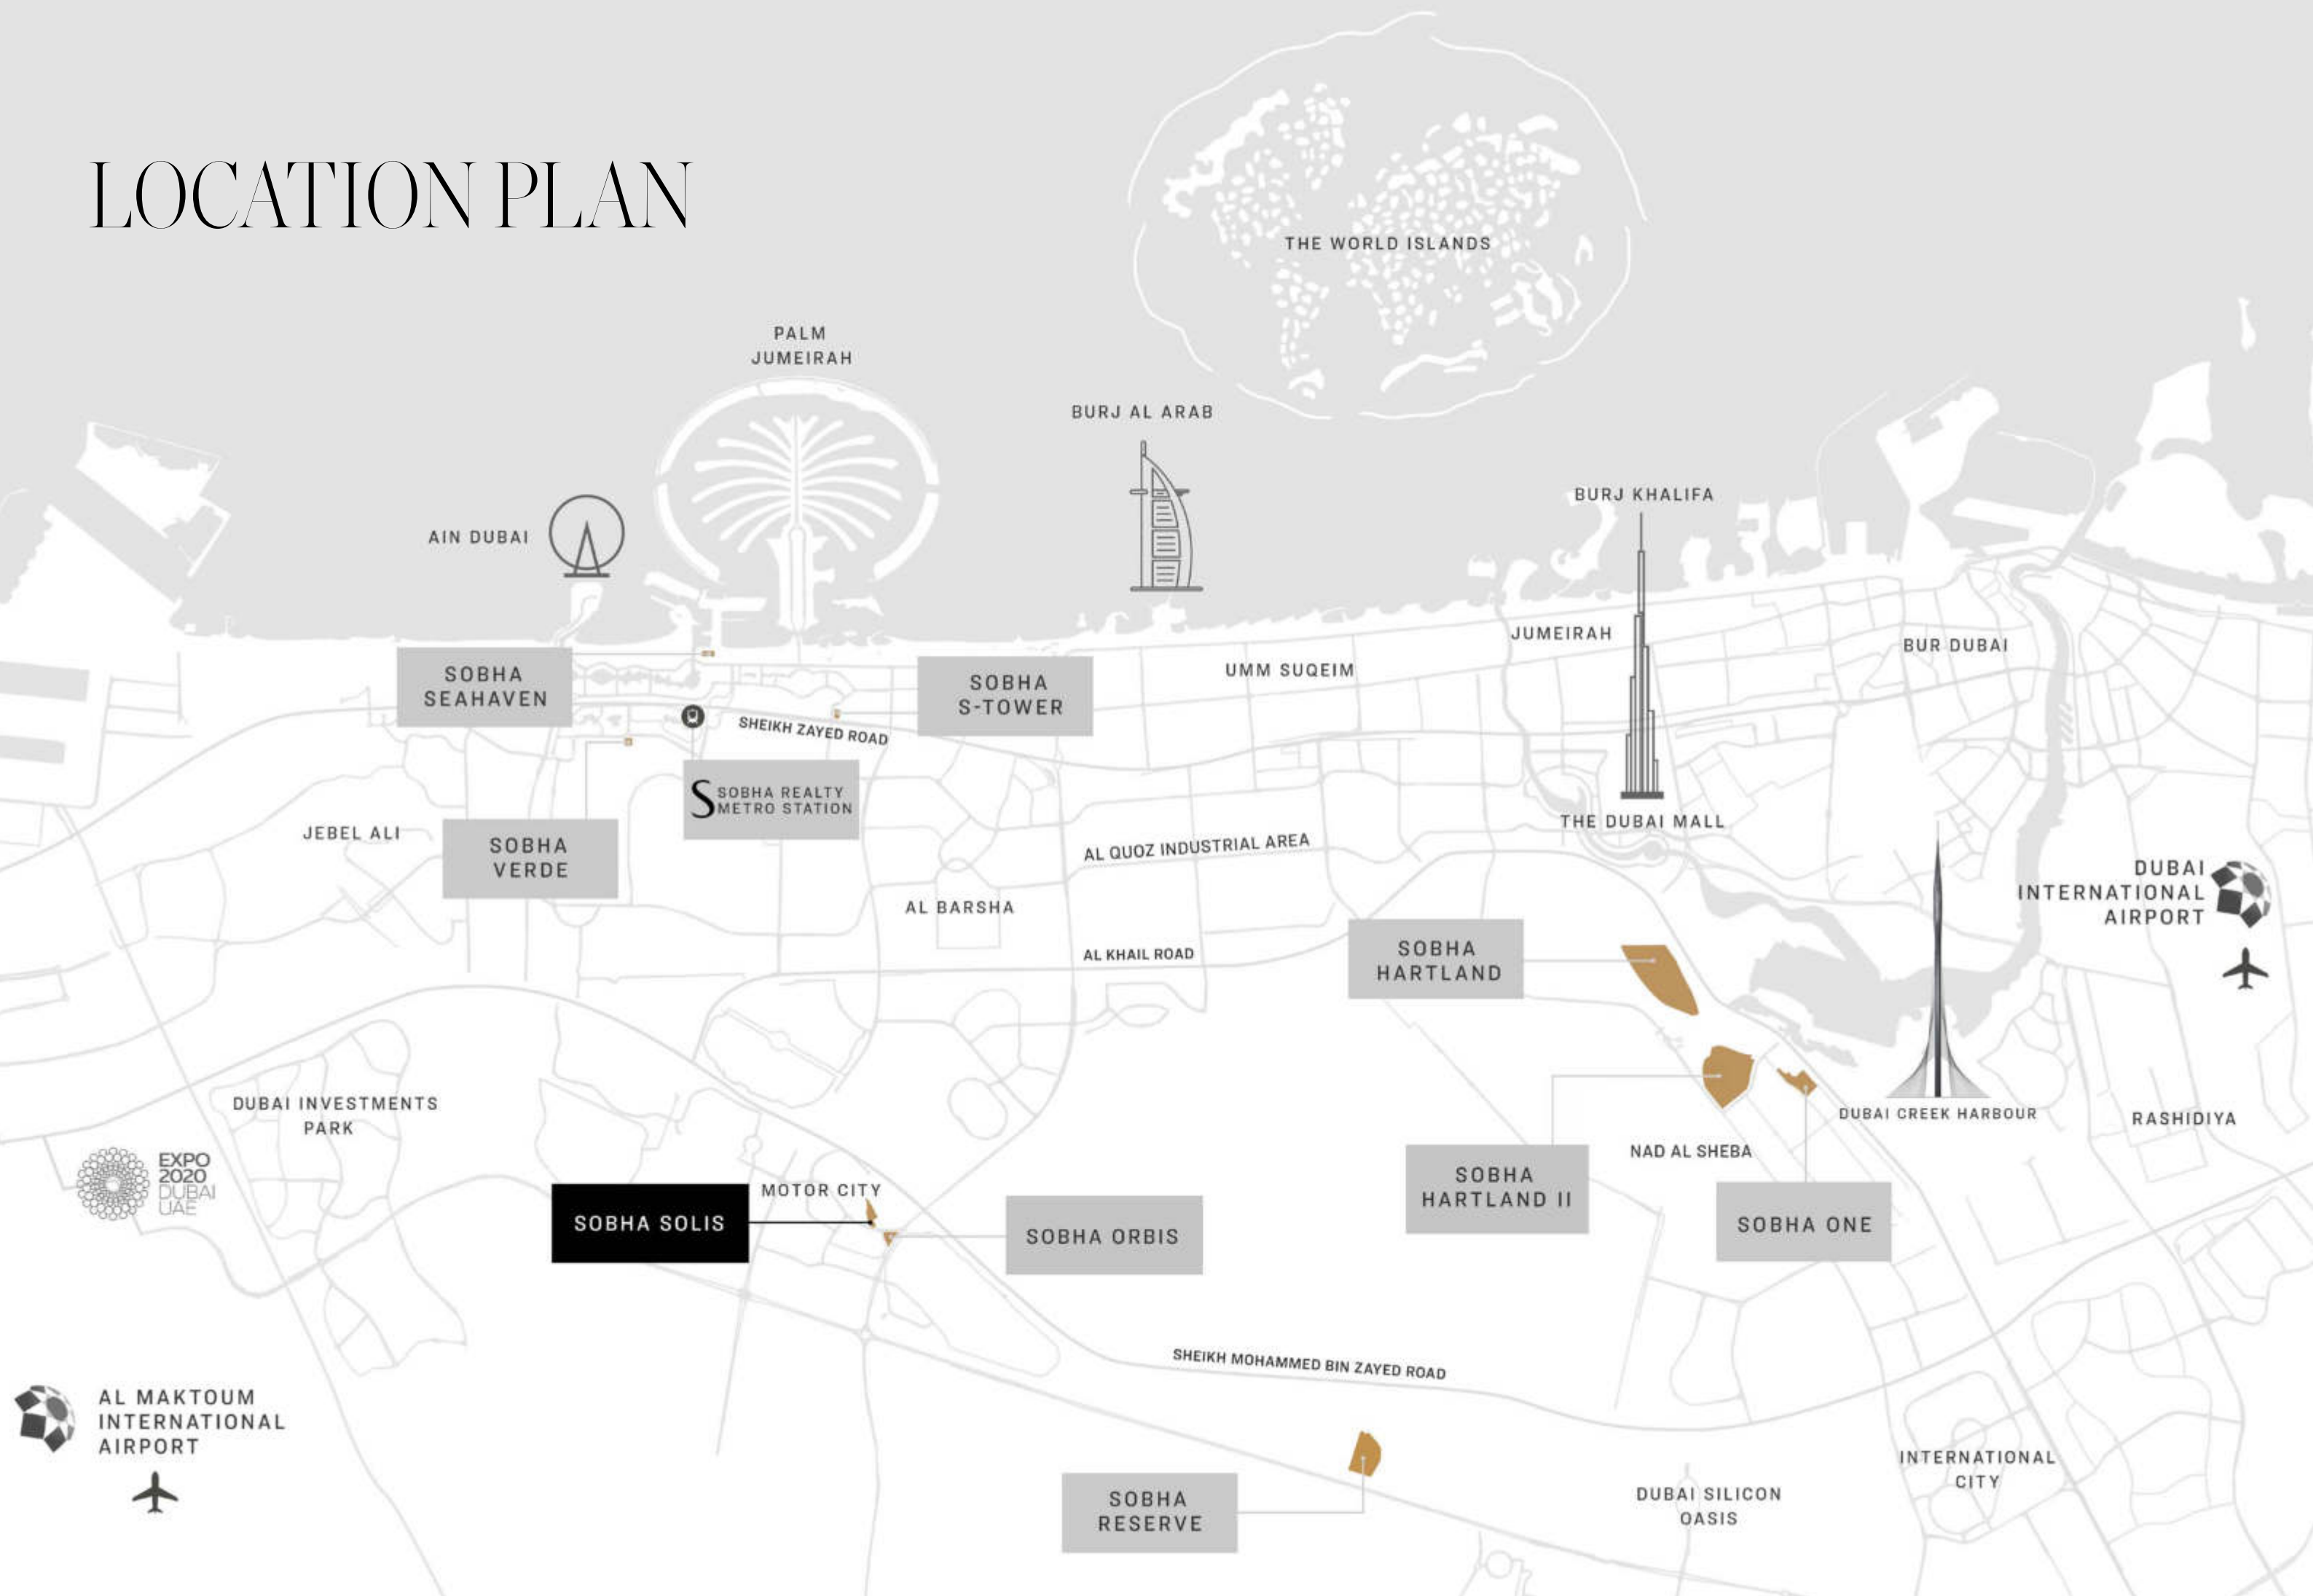 LOCATION PLAN
THE WORLD ISLANDS
PALM
JUMEIRAH
BURJ AL ARAB
BURJ KHALIFA
AIN DUBAI
JUMEIRAH
BUR DUBAI
UMM SUQEIM
SOBHA
SEAHAVEN
SOBHA
S-TOWER
SHEIKH ZAYED ROAD
S SOBHA REALTY
METRO STATION
JEBEL ALI
SOBHA
VERDE
THE DUBAI MALL
AL QUOZ INDUSTRIAL AREA
DUBAI
INTERNATIONAL
AIRPORT
AL BARSHA
AL KHAIL ROAD
SOBHA
HARTLAND
DUBAI INVESTMENTS
PARK
DUBAI CREEK HARBOUR
RASHIDIYA
NAD AL SHEBA
EXPO
2020
DUBAI
UAE
MOTOR CITY
SOBHA SOLIS
SOBHA ORBIS
SOBHA
HARTLAND II
SOBHA ONE
SHEIKH MOHAMMED BIN ZAYED ROAD
AL MAKTOUM
INTERNATIONAL
AIRPORT
SOBHA
RESERVE
DUBAI SILICON
OASIS
INTERNATIONAL
CITY